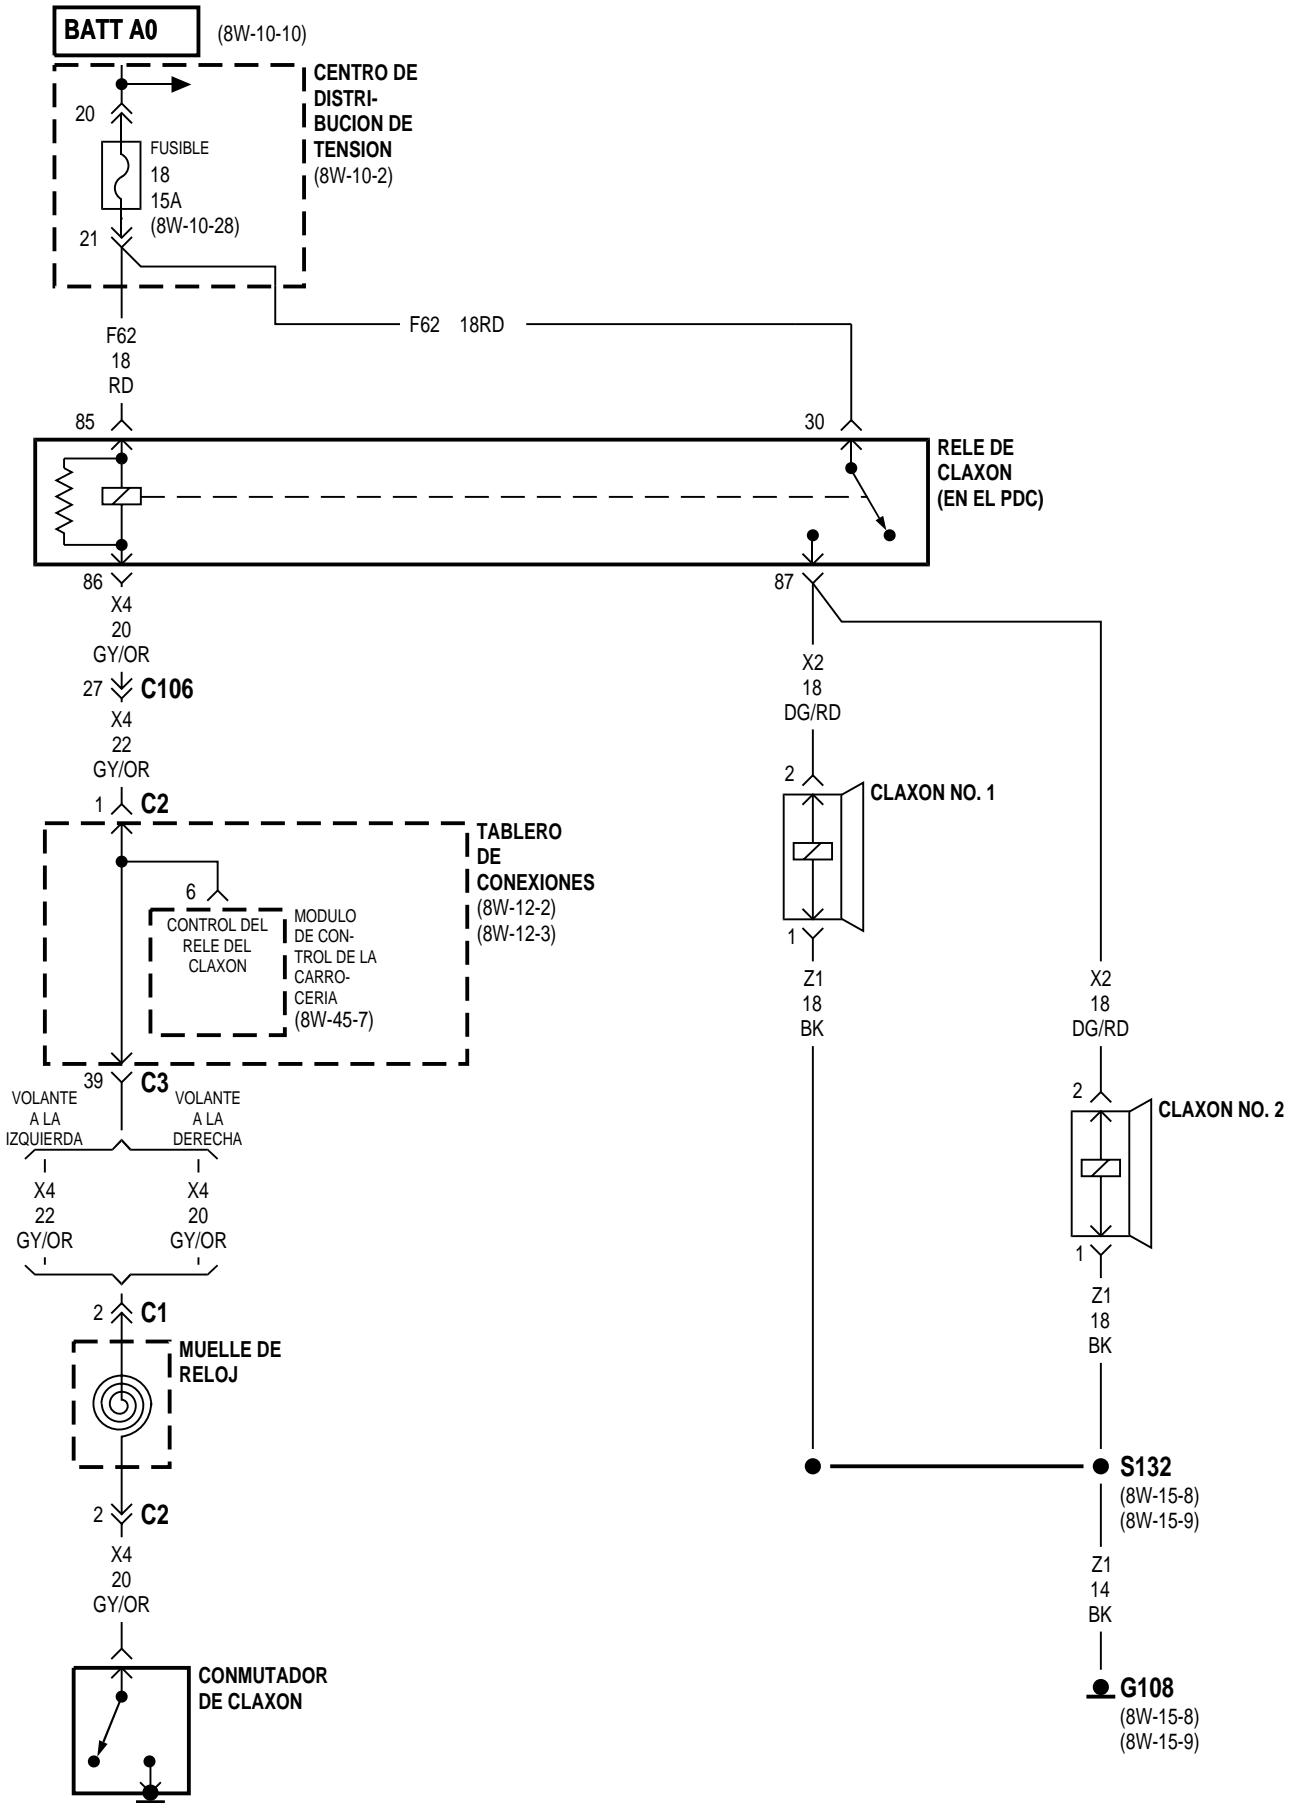 BATT A0
(8W-10-10)
CENTRO DE
DISTRI-
BUCION DE
TENSION
(8W-10-2)
20
FUSIBLE
18
15A
(8W-10-28)
21
F62
18
RD
F62 18RD
85
30
RELE DE
CLAXON
(EN EL PDC)
86
87
X4
20
GY/OR
27
C106
X4
22
GY/OR
1
C2
X2
18
DG/RD
2
CLAXON NO. 1
TABLERO
DE
CONEXIONES
(8W-12-2)
(8W-12-3)
6
CONTROL DEL
RELE DEL
CLAXON
MODULO
DE CON-
TROL DE LA
CARRO-
CERIA
(8W-45-7)
1
Z1
18
BK
X2
18
DG/RD
39
C3
VOLANTE
A LA
IZQUIERDA
VOLANTE
A LA
DERECHA
2
CLAXON NO. 2
X4
22
GY/OR
X4
20
GY/OR
1
Z1
18
BK
2
C1
MUELLE DE
RELOJ
S132
(8W-15-8)
(8W-15-9)
2
C2
X4
20
GY/OR
Z1
14
BK
CONMUTADOR
DE CLAXON
G108
(8W-15-8)
(8W-15-9)